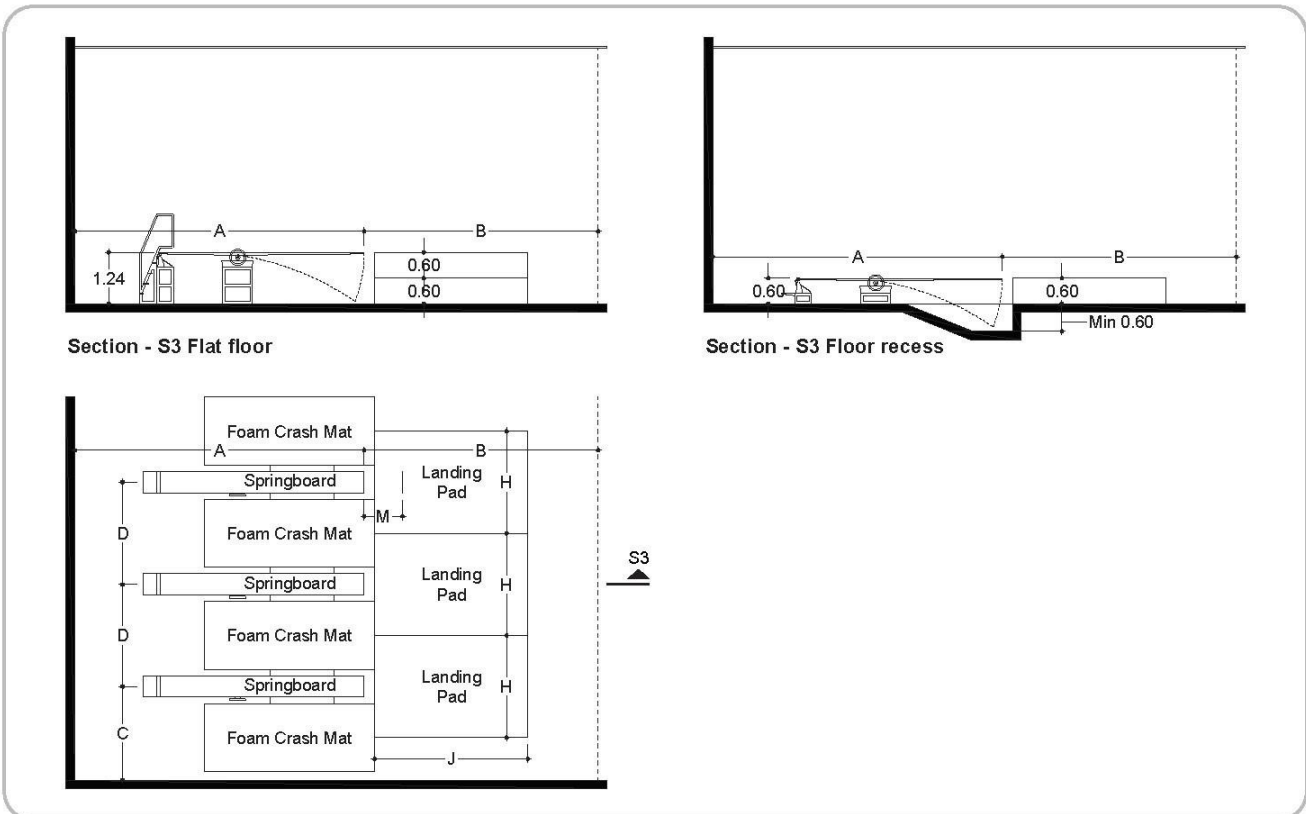 A
B
1.24
0.60
0.60
Section - S3 Flat floor
A
B
0.60
0.60
Min 0.60
Section - S3 Floor recess
Foam Crash Mat
A
B
Springboard
Landing
Pad
H
M
D
Foam Crash Mat
S3
Springboard
Landing
Pad
H
D
Foam Crash Mat
Springboard
Landing
Pad
H
C
Foam Crash Mat
J